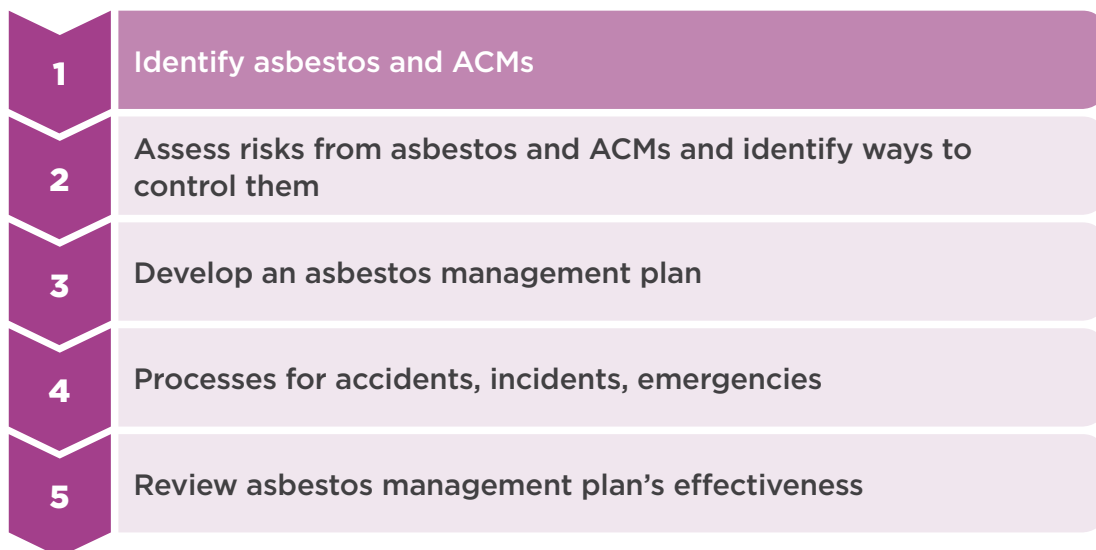 1
Identify asbestos and ACMs
2
Assess risks from asbestos and ACMs and identify ways to
control them
3
Develop an asbestos management plan
4
Processes for accidents, incidents, emergencies
5
Review asbestos management plan’s effectiveness